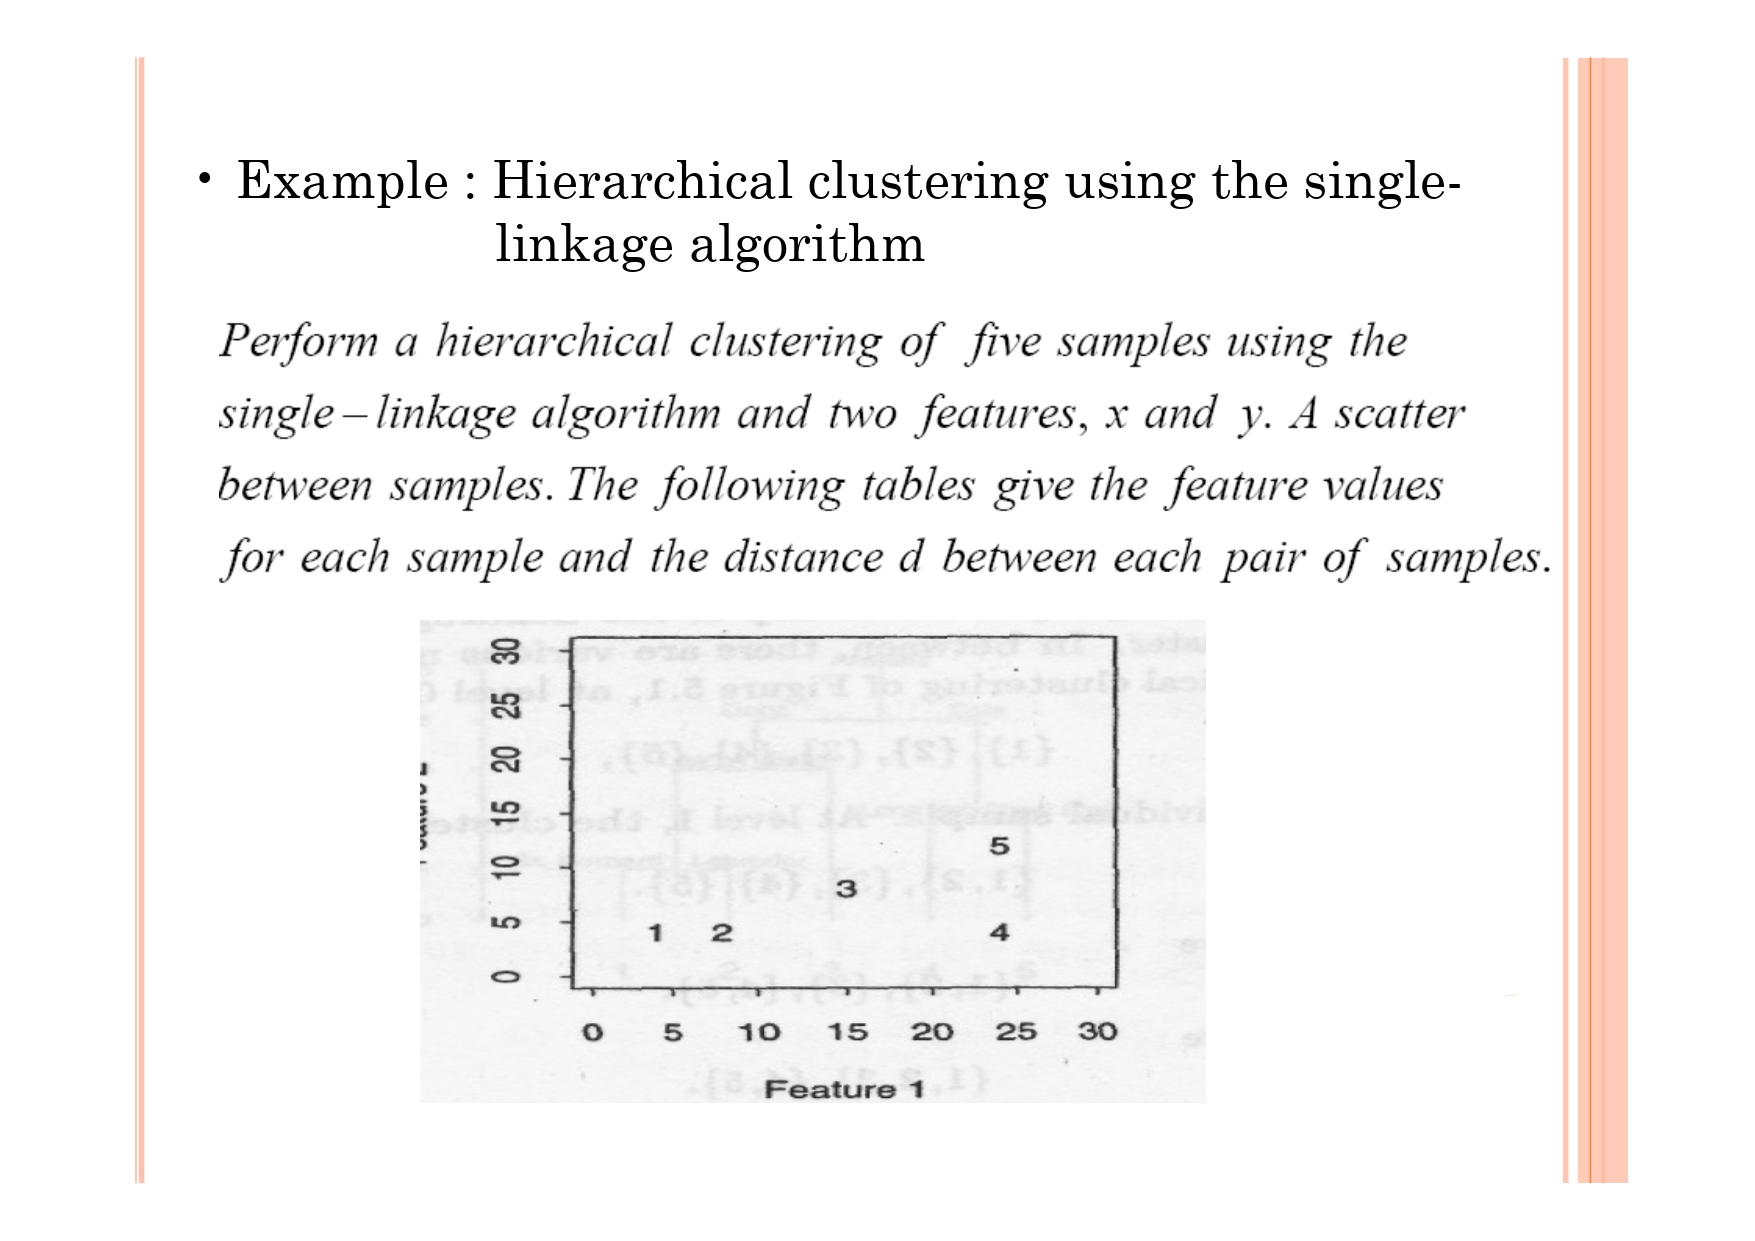 • Example : Hierarchical clustering using the single-
linkage algorithm
Perform a hierarchical clustering of five samples using the
single – linkage algorithm and two features, x and y. A scatter
between samples. The following tables give the feature values
for each sample and the distance d between each pair of samples.
30
25
20
15
10
5
0
5
3
1 2 4
0 5 10 15 20 25 30
Feature 1